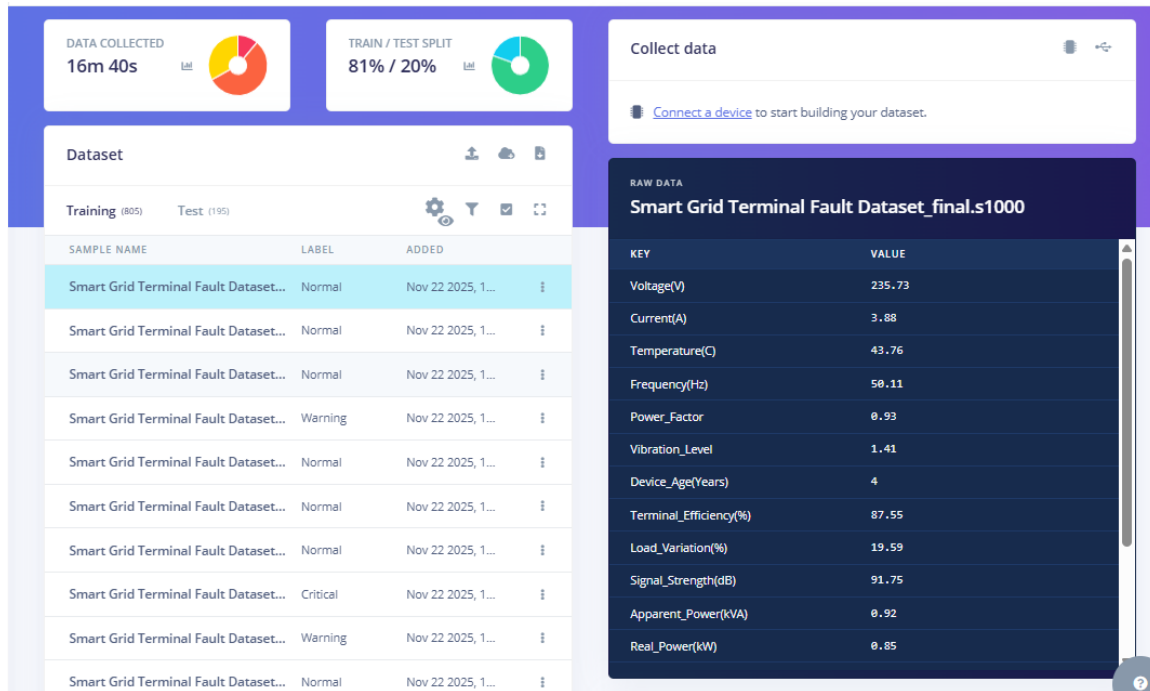 DATA COLLECTED
16m 40s
TRAIN / TEST SPLIT
81% / 20%
Dataset
Training (805) Test (195)
SAMPLE NAME LABEL ADDED
Smart Grid Terminal Fault Dataset... Normal Nov 22 2025, 1...
Smart Grid Terminal Fault Dataset... Normal Nov 22 2025, 1...
Smart Grid Terminal Fault Dataset... Normal Nov 22 2025, 1...
Smart Grid Terminal Fault Dataset... Warning Nov 22 2025, 1...
Smart Grid Terminal Fault Dataset... Normal Nov 22 2025, 1...
Smart Grid Terminal Fault Dataset... Normal Nov 22 2025, 1...
Smart Grid Terminal Fault Dataset... Normal Nov 22 2025, 1...
Smart Grid Terminal Fault Dataset... Critical Nov 22 2025, 1...
Smart Grid Terminal Fault Dataset... Warning Nov 22 2025, 1...
Smart Grid Terminal Fault Dataset... Normal Nov 22 2025, 1...
Collect data
Connect a device to start building your dataset.
RAW DATA
Smart Grid Terminal Fault Dataset_final.s1000
KEY VALUE
Voltage(V) 235.73
Current(A) 3.88
Temperature(C) 43.76
Frequency(Hz) 50.11
Power_Factor 0.93
Vibration_Level 1.41
Device_Age(Years) 4
Terminal_Efficiency(%) 87.55
Load_Variation(%) 19.59
Signal_Strength(dB) 91.75
Apparent_Power(kVA) 0.92
Real_Power(kW) 0.85
?